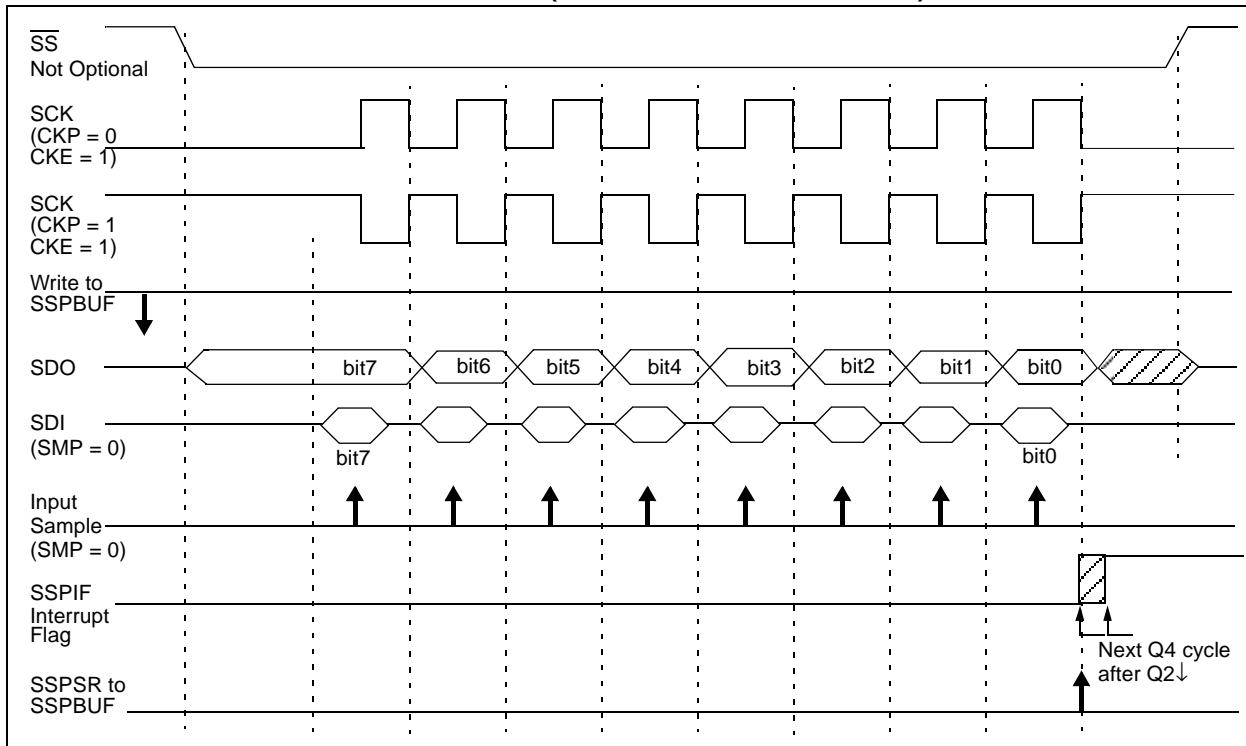 SS
Not Optional
SCK
(CKP = 0
CKE = 1)
SCK
(CKP = 1
CKE = 1)
Write to
SSPBUF
SDO
bit7 bit6 bit5 bit4 bit3 bit2 bit1 bit0
SDI
(SMP = 0)
bit7 bit0
Input
Sample
(SMP = 0)
SSPIF
Interrupt
Flag
Next Q4 cycle
after Q2↓
SSPSR to
SSPBUF